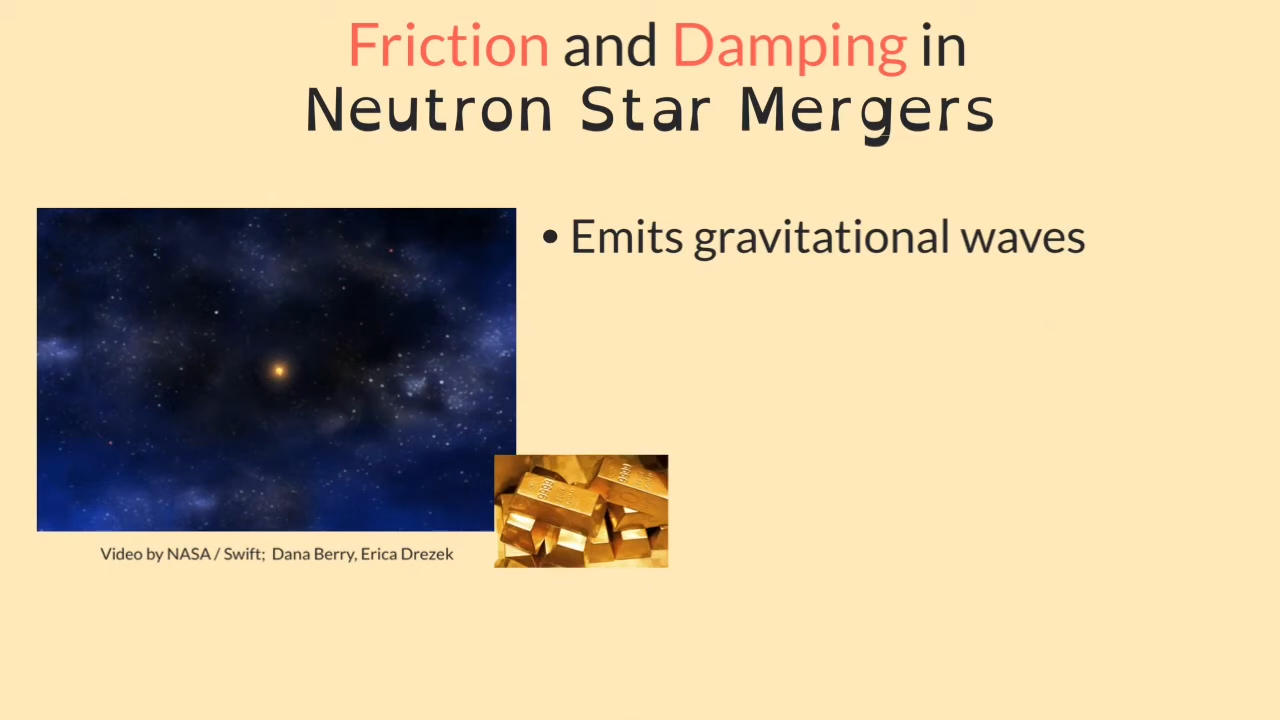 Friction and Damping in
Neutron Star Mergers
• Emits gravitational waves
Video by NASA / Swift; Dana Berry, Erica Drezek